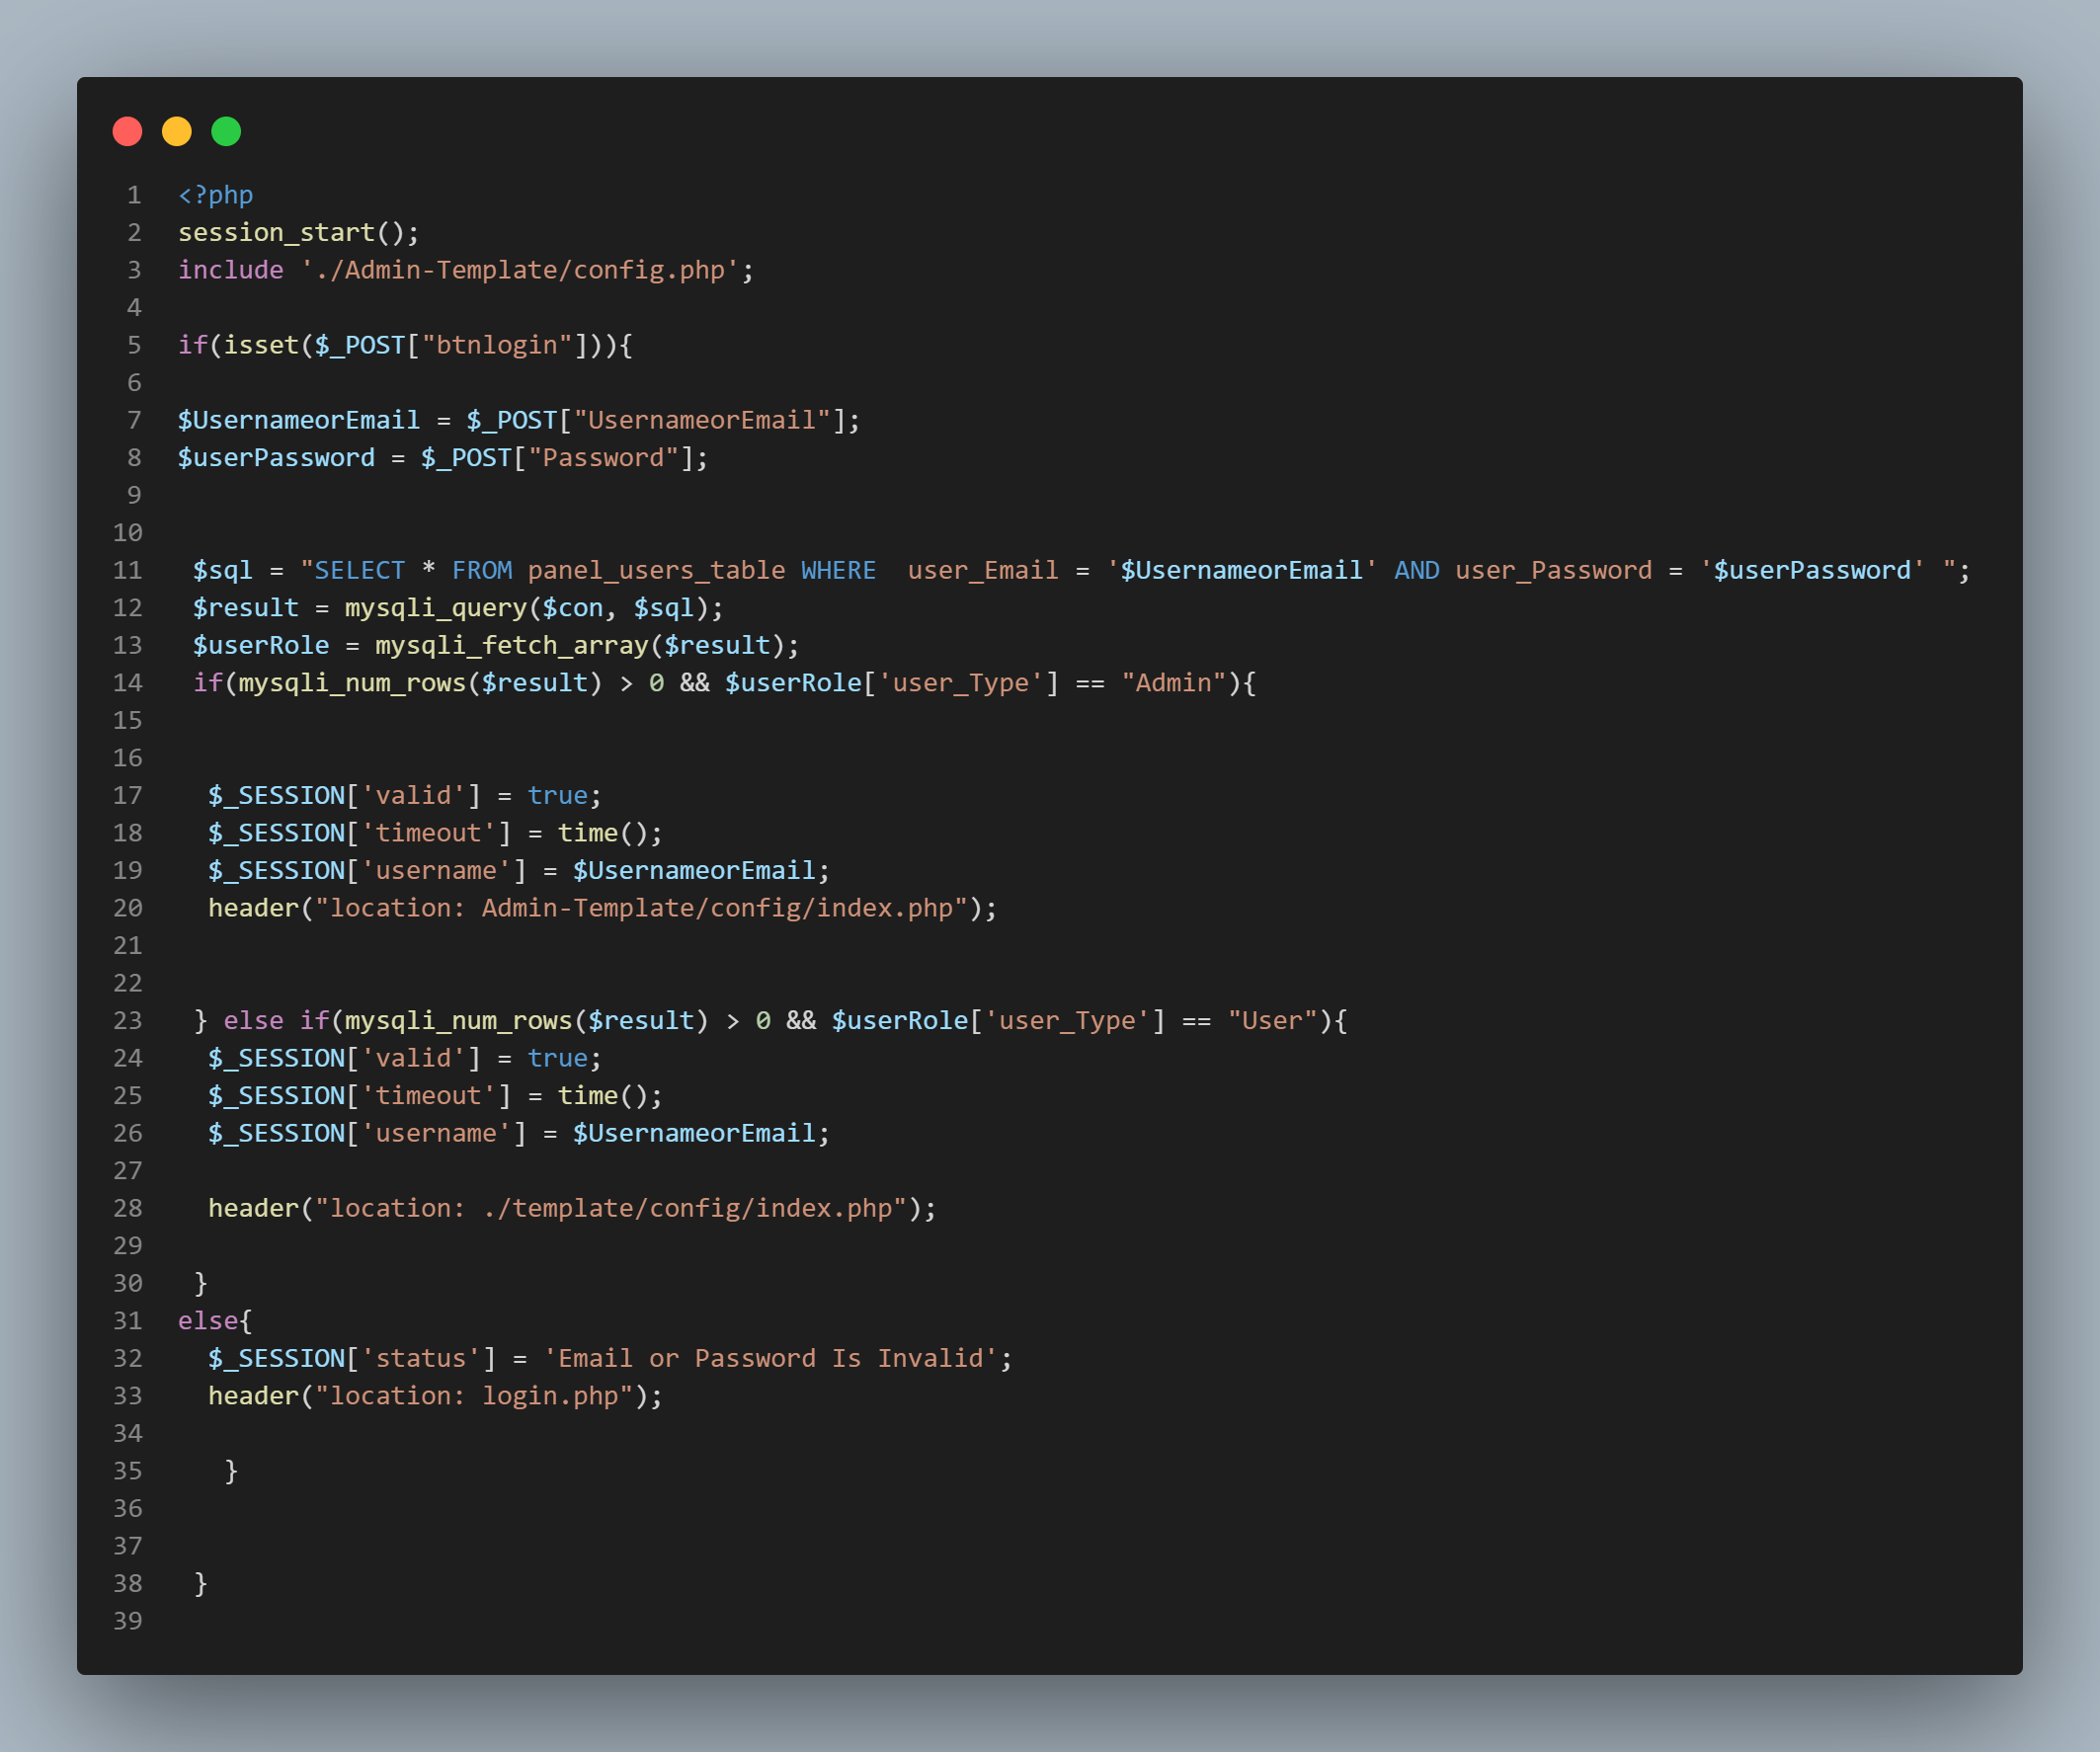 1 <?php
2 session_start();
3 include './Admin-Template/config.php';
4
5 if(isset($_POST["btnlogin"])){
6
7 $UsernameorEmail = $_POST["UsernameorEmail"];
8 $userPassword = $_POST["Password"];
9
10
11  $sql = "SELECT * FROM panel_users_table WHERE  user_Email = '$UsernameorEmail' AND user_Password = '$userPassword' ";
12  $result = mysqli_query($con, $sql);
13  $userRole = mysqli_fetch_array($result);
14  if(mysqli_num_rows($result) > 0 && $userRole['user_Type'] == "Admin"){
15
16
17   $_SESSION['valid'] = true;
18   $_SESSION['timeout'] = time();
19   $_SESSION['username'] = $UsernameorEmail;
20   header("location: Admin-Template/config/index.php");
21
22
23  } else if(mysqli_num_rows($result) > 0 && $userRole['user_Type'] == "User"){
24   $_SESSION['valid'] = true;
25   $_SESSION['timeout'] = time();
26   $_SESSION['username'] = $UsernameorEmail;
27
28   header("location: ./template/config/index.php");
29
30  }
31 else{
32   $_SESSION['status'] = 'Email or Password Is Invalid';
33   header("location: login.php");
34
35    }
36
37
38  }
39